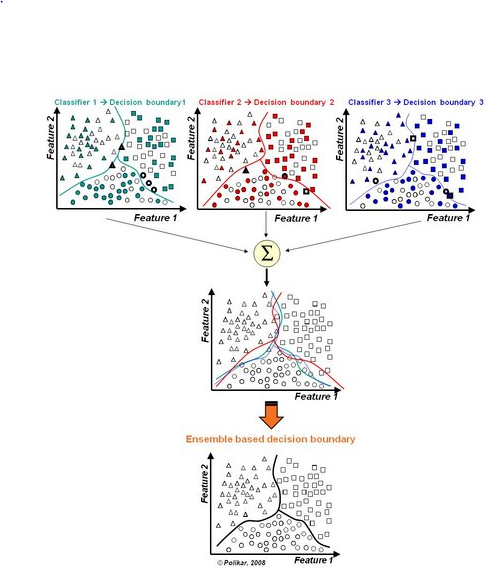 Classifier 1 → Decision boundary1
Classifier 2 → Decision boundary 2
Classifier 3 → Decision boundary 3
Feature 2
Feature 2
Feature 2
Feature 1
Feature 1
Feature 1
Σ
Feature 2
Feature 1
Ensemble based decision boundary
Feature 2
Feature 1
© Polikar, 2008